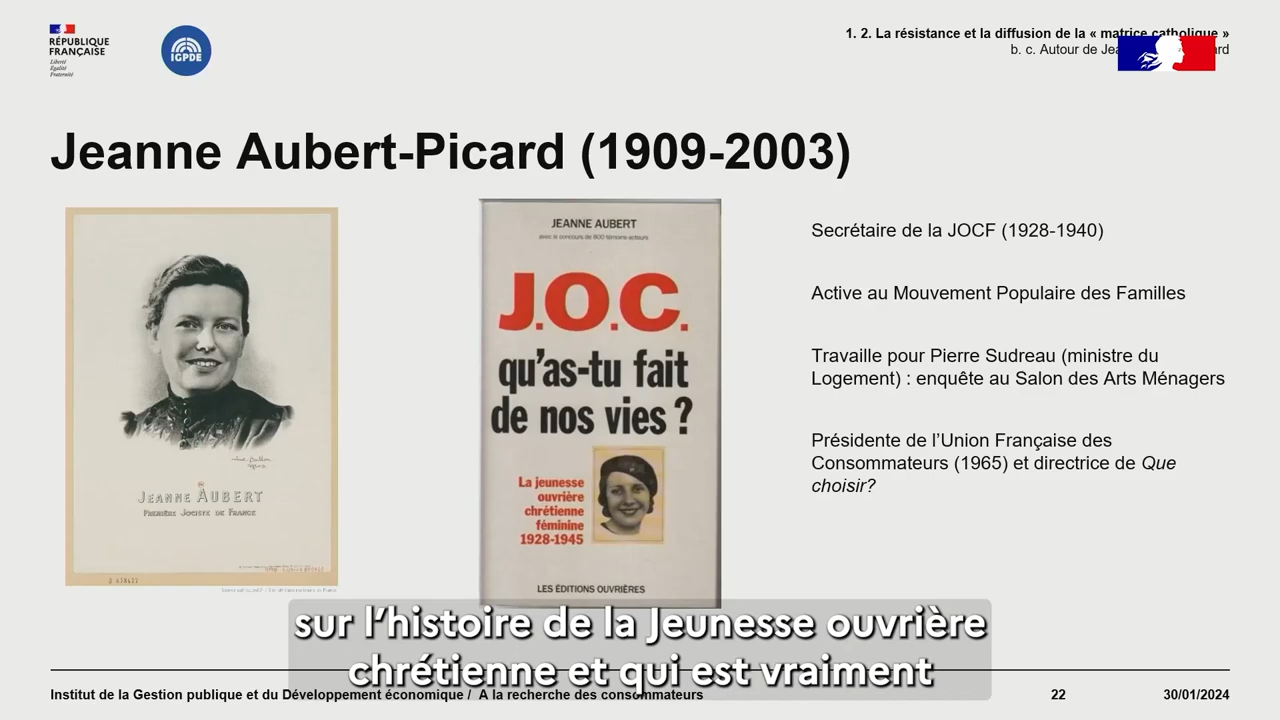 RÉPUBLIQUE
FRANÇAISE
Liberté
Égalité
Fraternité
IGPDE
1. 2. La résistance et la diffusion de la « matrice catholique »
b. c. Autour de
Jeanne Aubert-Picard (1909-2003)
JEANNE AUBERT
PREMIÈRE JOCISTE DE FRANCE
JEANNE AUBERT
avec le concours de 800 témoins-acteurs
J.O.C.
qu'as-tu fait
de nos vies ?
La jeunesse
ouvrière
chrétienne
féminine
1928-1945
LES ÉDITIONS OUVRIÈRES
Secrétaire de la JOCF (1928-1940)
Active au Mouvement Populaire des Familles
Travaille pour Pierre Sudreau (ministre du
Logement) : enquête au Salon des Arts Ménagers
Présidente de l'Union Française des
Consommateurs (1965) et directrice de Que
choisir?
sur l'histoire de la Jeunesse ouvrière
chrétienne et qui est vraiment
Institut de la Gestion publique et du Développement économique / A la recherche des consommateurs
22
30/01/2024